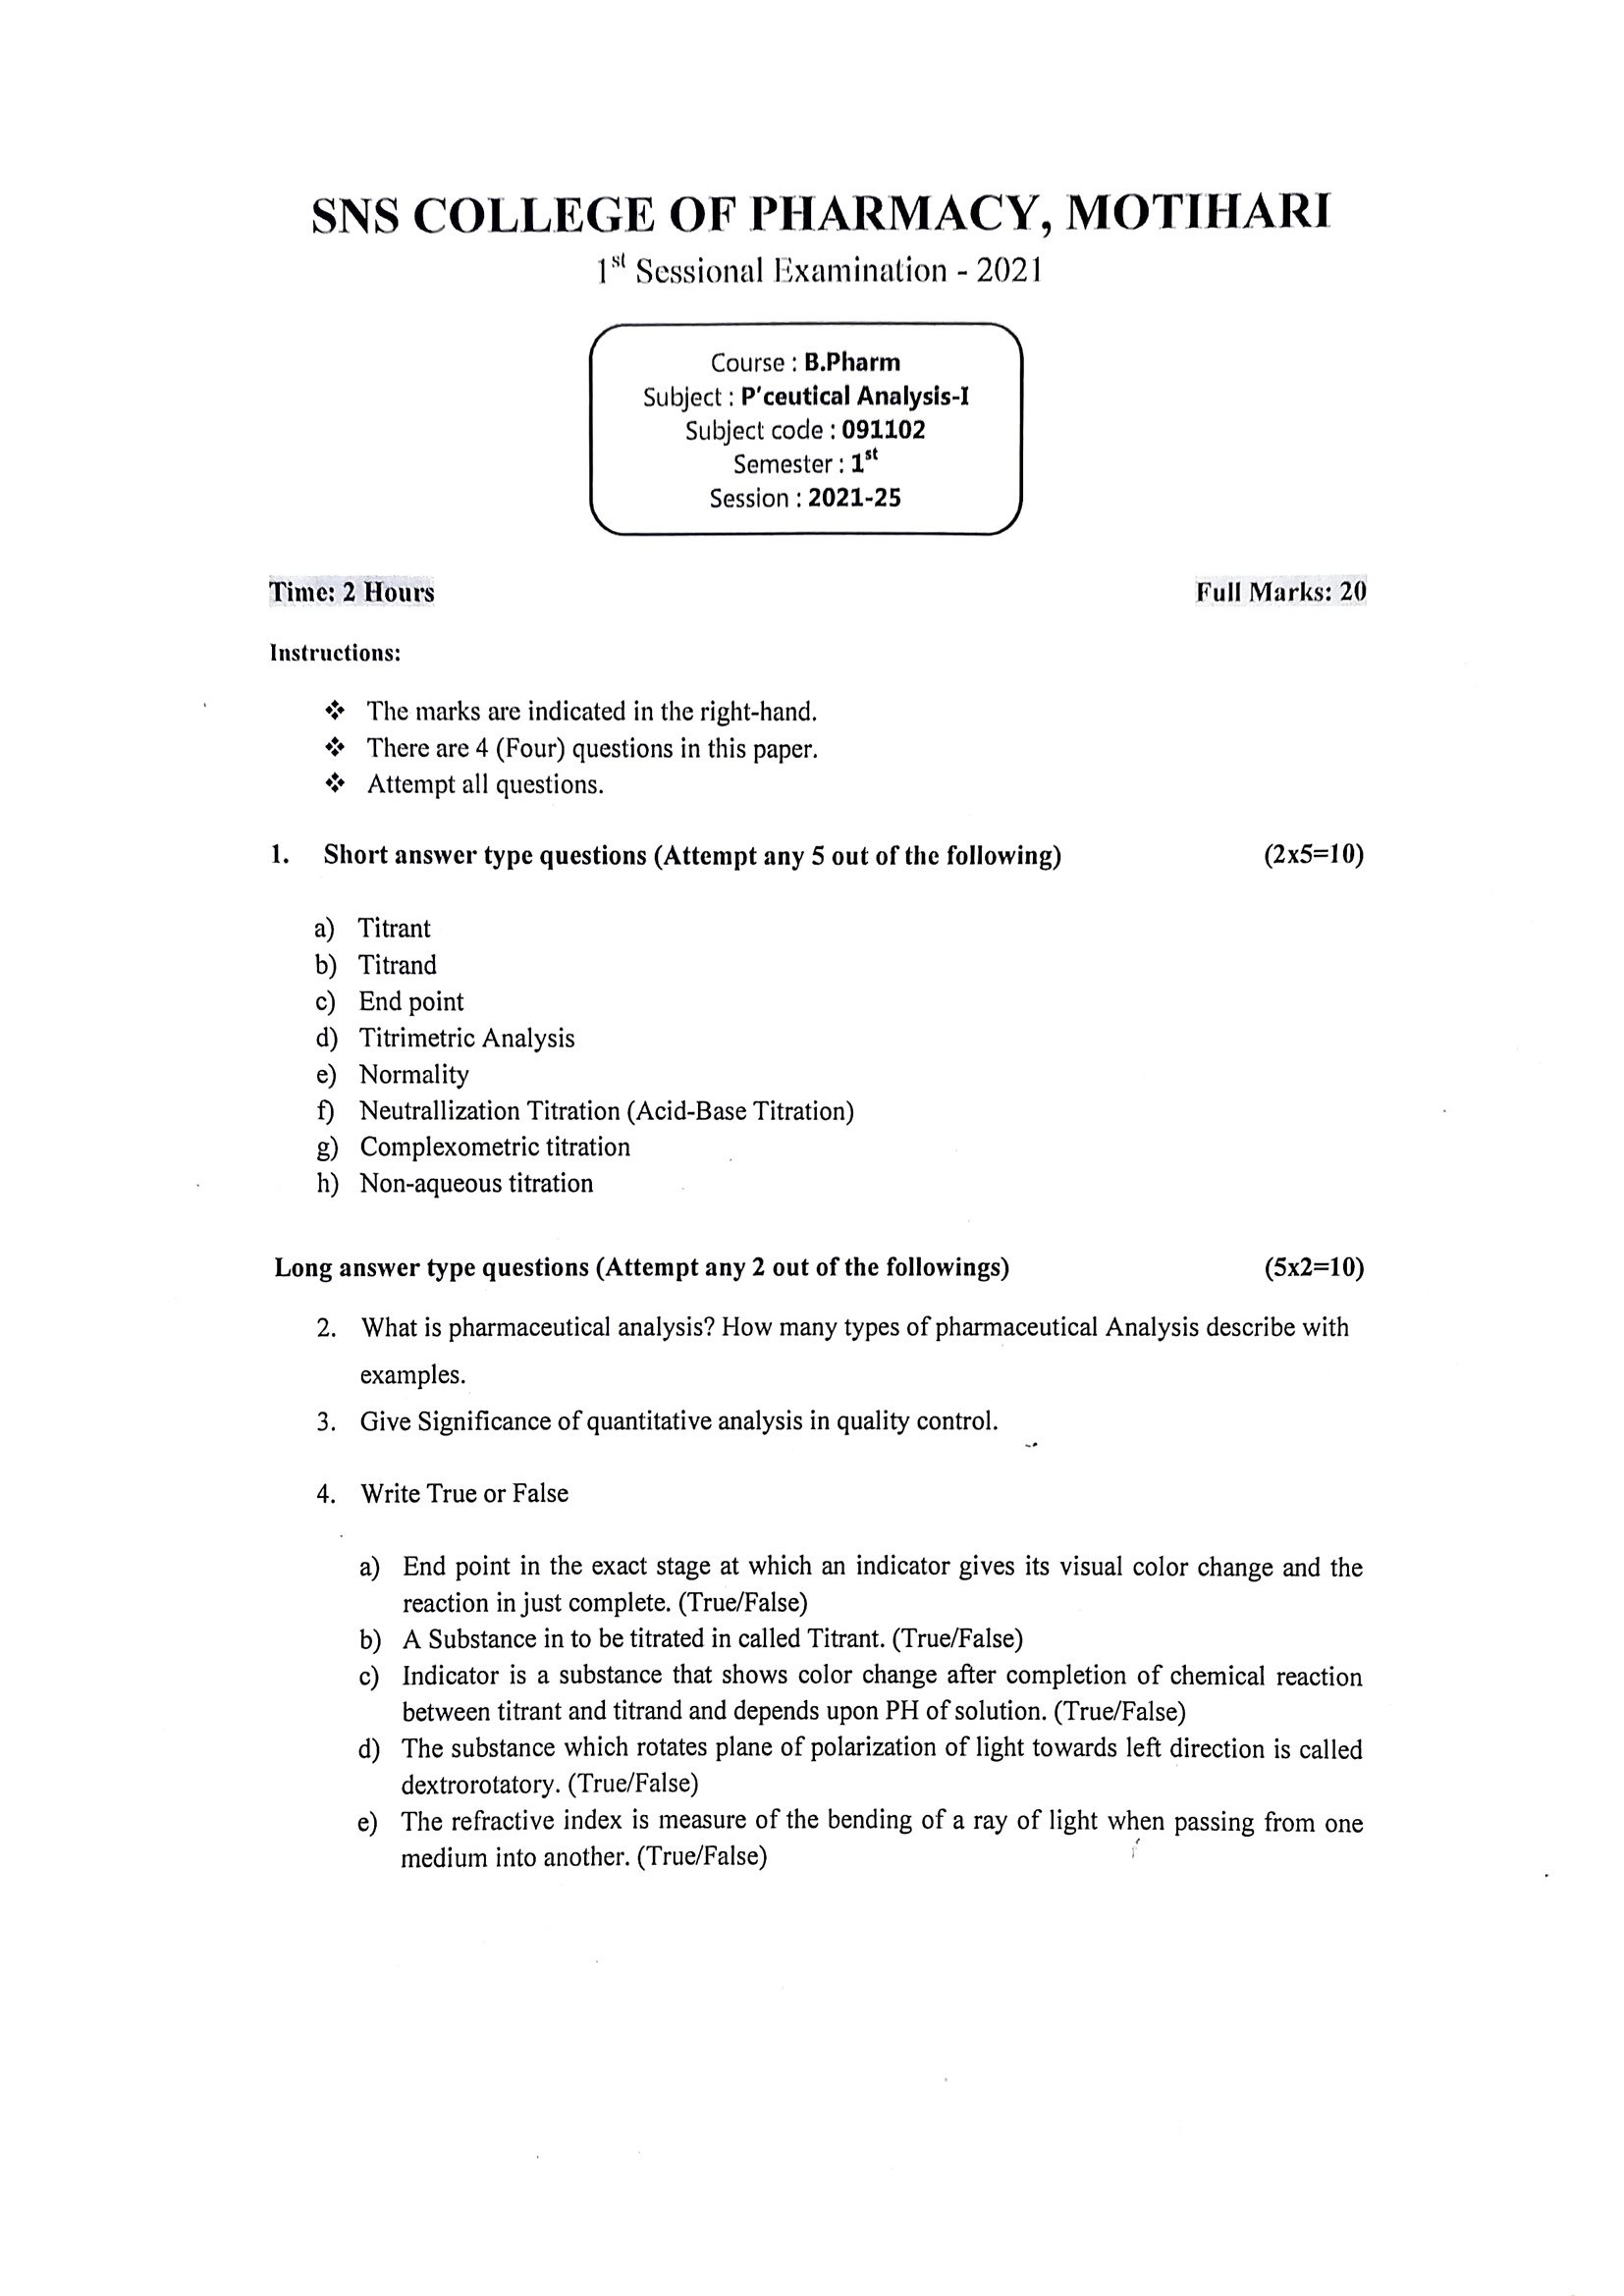 SNS COLLEGE OF PHARMACY, MOTIHARI
1st Sessional Examination - 2021
Course : B.Pharm
Subject : P'ceutical Analysis-I
Subject code : 091102
Semester : 1st
Session : 2021-25
Time: 2 Hours Full Marks: 20
Instructions:
❖ The marks are indicated in the right-hand.
❖ There are 4 (Four) questions in this paper.
❖ Attempt all questions.
1. Short answer type questions (Attempt any 5 out of the following) (2x5=10)
a) Titrant
b) Titrand
c) End point
d) Titrimetric Analysis
e) Normality
f) Neutrallization Titration (Acid-Base Titration)
g) Complexometric titration
h) Non-aqueous titration
Long answer type questions (Attempt any 2 out of the followings) (5x2=10)
2. What is pharmaceutical analysis? How many types of pharmaceutical Analysis describe with
examples.
3. Give Significance of quantitative analysis in quality control.
4. Write True or False
a) End point in the exact stage at which an indicator gives its visual color change and the
reaction in just complete. (True/False)
b) A Substance in to be titrated in called Titrant. (True/False)
c) Indicator is a substance that shows color change after completion of chemical reaction
between titrant and titrand and depends upon PH of solution. (True/False)
d) The substance which rotates plane of polarization of light towards left direction is called
dextrorotatory. (True/False)
e) The refractive index is measure of the bending of a ray of light when passing from one
medium into another. (True/False)